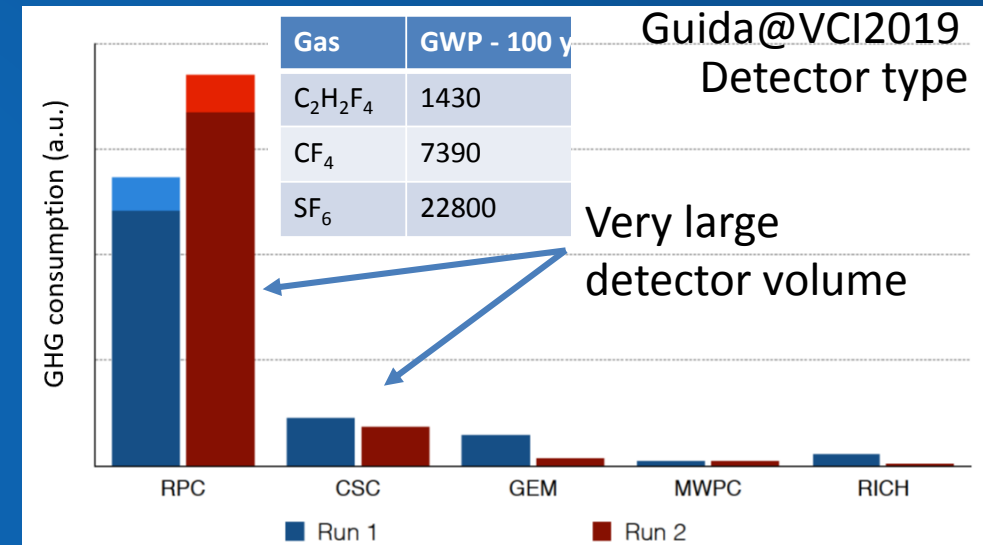 Guida@VCI2019
Detector type
Gas GWP - 100 y
C₂H₂F₄ 1430
CF₄ 7390
SF₆ 22800
Very large
detector volume
GHG consumption (a.u.)
RPC CSC GEM MWPC RICH
Run 1 Run 2